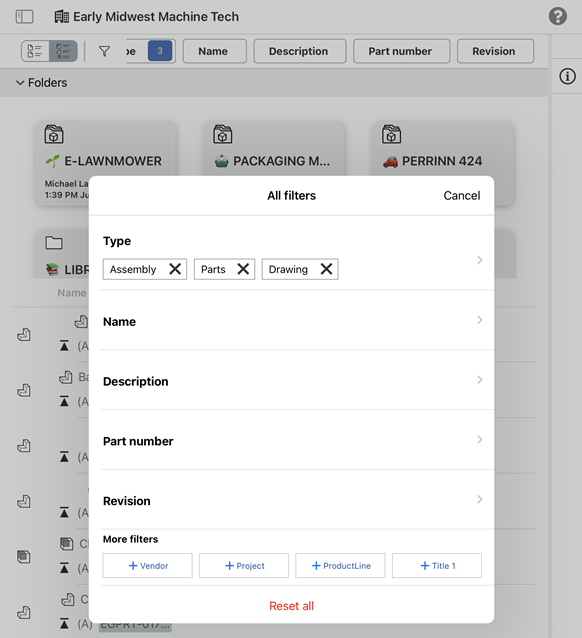 Early Midwest Machine Tech
pe 3 Name Description Part number Revision
Folders
E-LAWNMOWER PACKAGING M... PERRINN 424
Michael La
1:39 PM Ju
All filters Cancel
Type
Assembly Parts Drawing
LIBR
Name
(A
Name
Ba
(A
Description
(A
Part number
(A
Revision
More filters
C
Vendor Project ProductLine Title 1
(A
C
Reset all
(A) EGPRT-017...